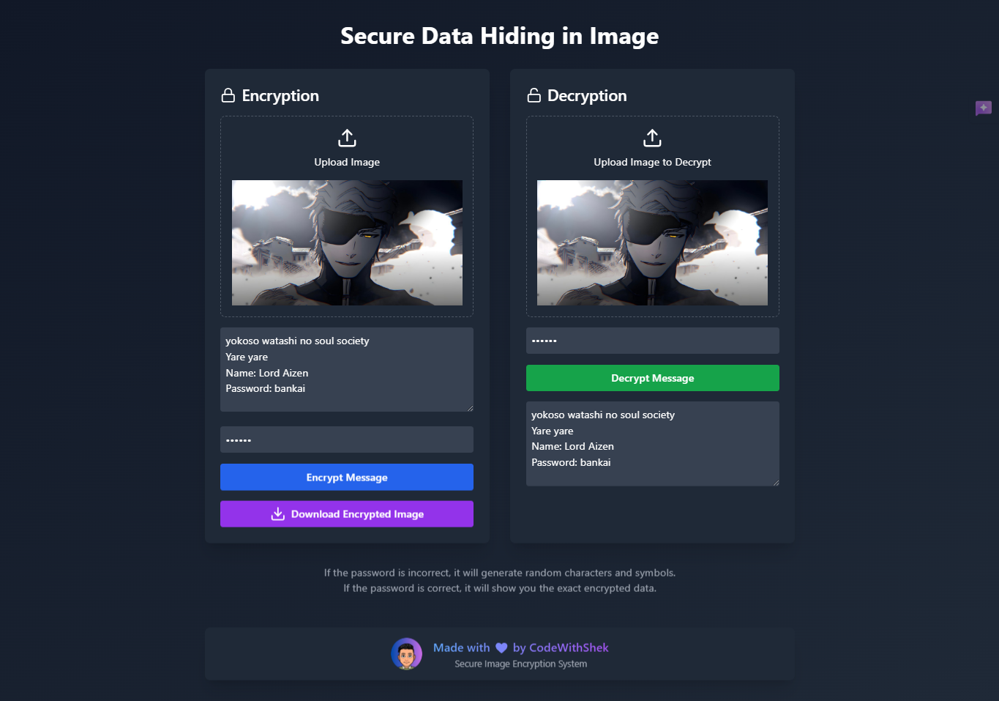 Secure Data Hiding in Image
Encryption
Upload Image
yokoso watashi no soul society
Yare yare
Name: Lord Aizen
Password: bankai
••••••
Encrypt Message
Download Encrypted Image
Decryption
Upload Image to Decrypt
••••••
Decrypt Message
yokoso watashi no soul society
Yare yare
Name: Lord Aizen
Password: bankai
If the password is incorrect, it will generate random characters and symbols.
If the password is correct, it will show you the exact encrypted data.
Made with 💜 by CodeWithShek
Secure Image Encryption System